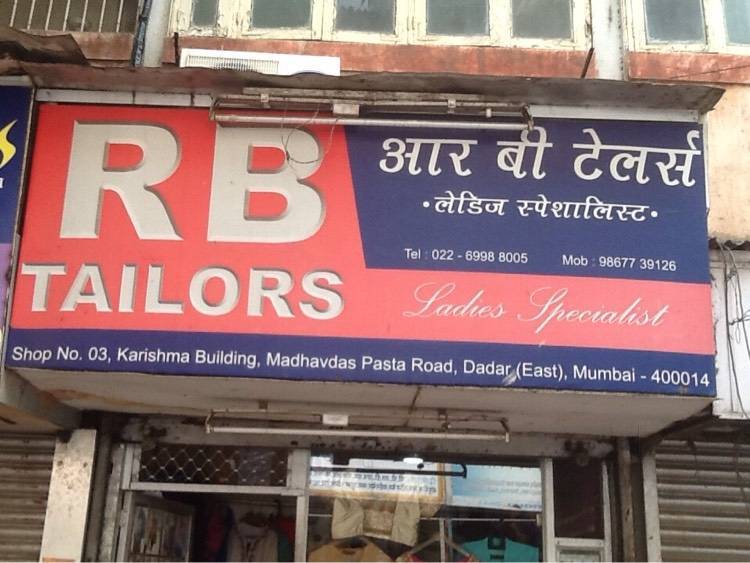 RB
TAILORS
आर बी टेलर्स
• लेडिज स्पेशालिस्ट •
Tel : 022 - 6998 8005 Mob : 98677 39126
Ladies Specialist
Shop No. 03, Karishma Building, Madhavdas Pasta Road, Dadar (East), Mumbai - 400014